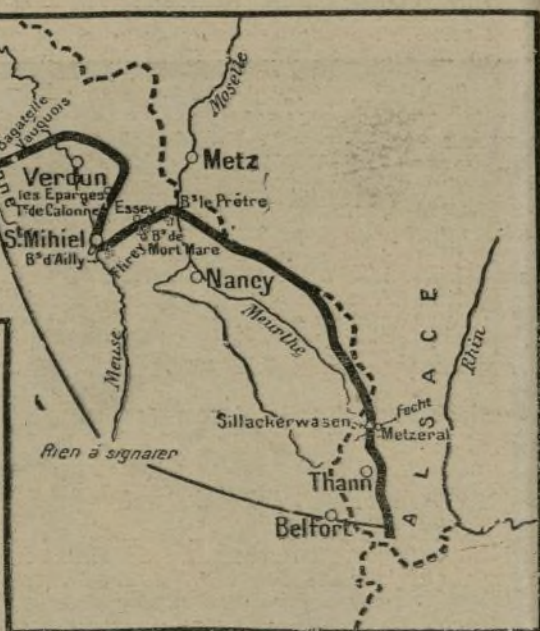 Bagatelle
Vauquois
Moselle
Metz
Verdun
les Eparges
Tr de Calonne
Essey
Bs le Prêtre
St Mihiel
Bs d'Ailly
Flirey
Bs de
Mort Mare
Nancy
Meurthe
Meuse
ALSACE
Rhin
Fecht
Sillackerwasen
Metzeral
Rien à signaler
Thann
Belfort